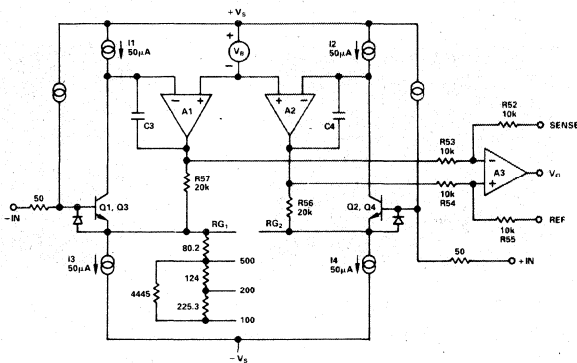 +VS
I1
50μA
+
VB
−
I2
50μA
−
+
A1
C3
+
−
A2
C4
R52
10k
SENSE
R53
10k
−
A3
+
10k
R54
10k
R55
REF
R57
20k
R56
20k
−IN
50
Q1, Q3
Q2, Q4
RG1
RG2
80.2
500
124
200
4445
225.3
100
I3
50μA
I4
50μA
50
+IN
−VS